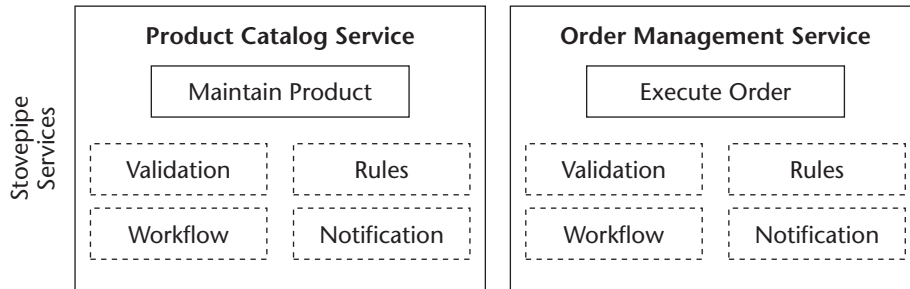 Stovepipe
Services
Product Catalog Service
Maintain Product
Validation
Rules
Workflow
Notification
Order Management Service
Execute Order
Validation
Rules
Workflow
Notification